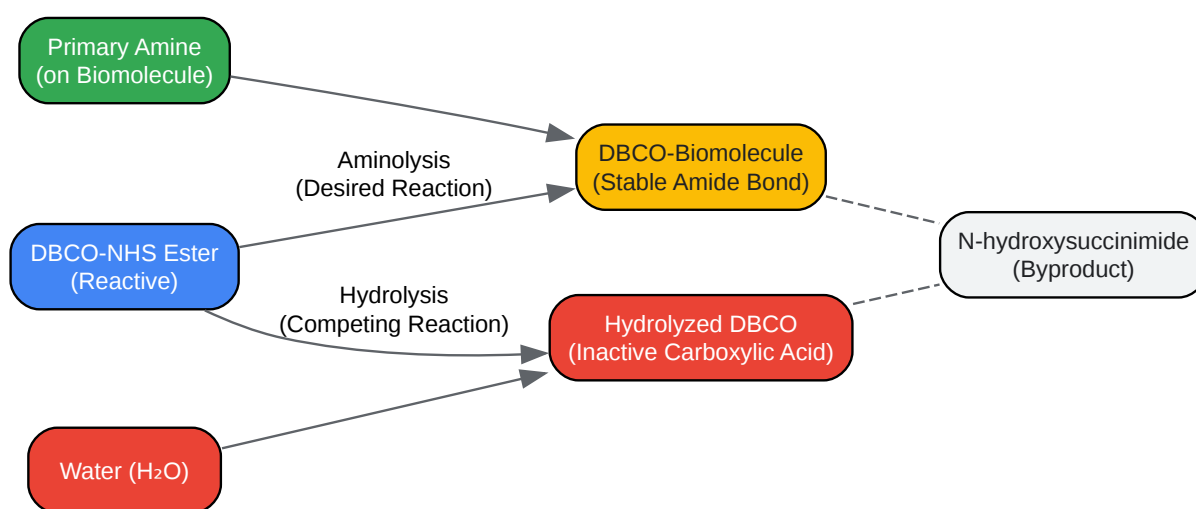 Primary Amine
(on Biomolecule)
DBCO-Biomolecule
(Stable Amide Bond)
Aminolysis
(Desired Reaction)
DBCO-NHS Ester
(Reactive)
N-hydroxysuccinimide
(Byproduct)
Hydrolysis
(Competing Reaction)
Hydrolyzed DBCO
(Inactive Carboxylic Acid)
Water (H₂O)